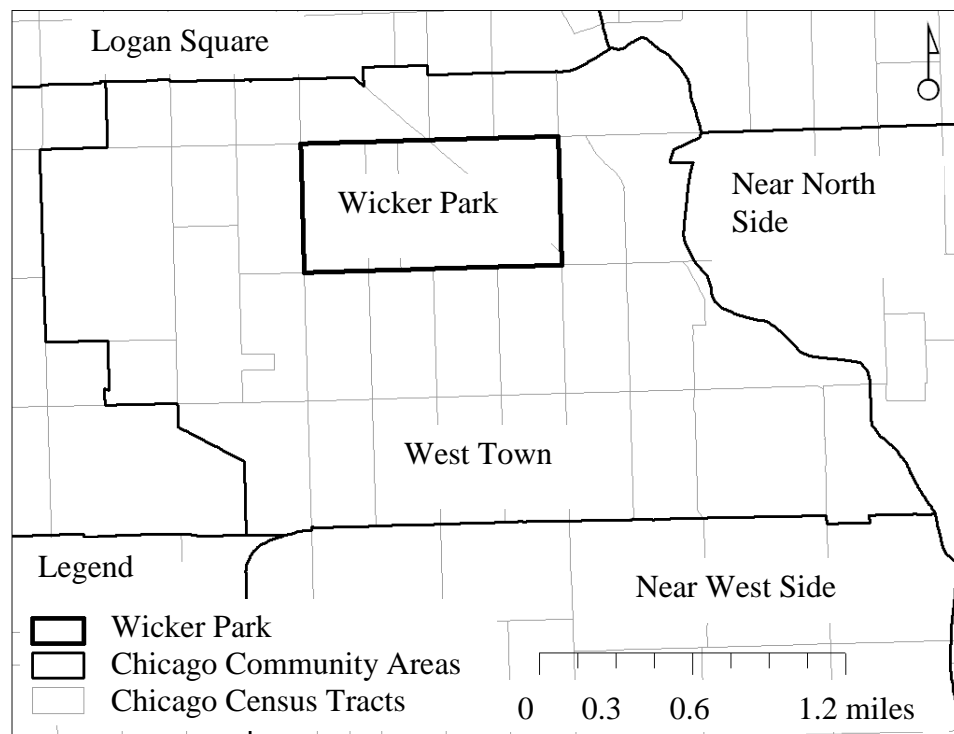 Logan Square
Wicker Park
Near North
Side
West Town
Near West Side
Legend
Wicker Park
Chicago Community Areas
Chicago Census Tracts
0 0.3 0.6 1.2 miles